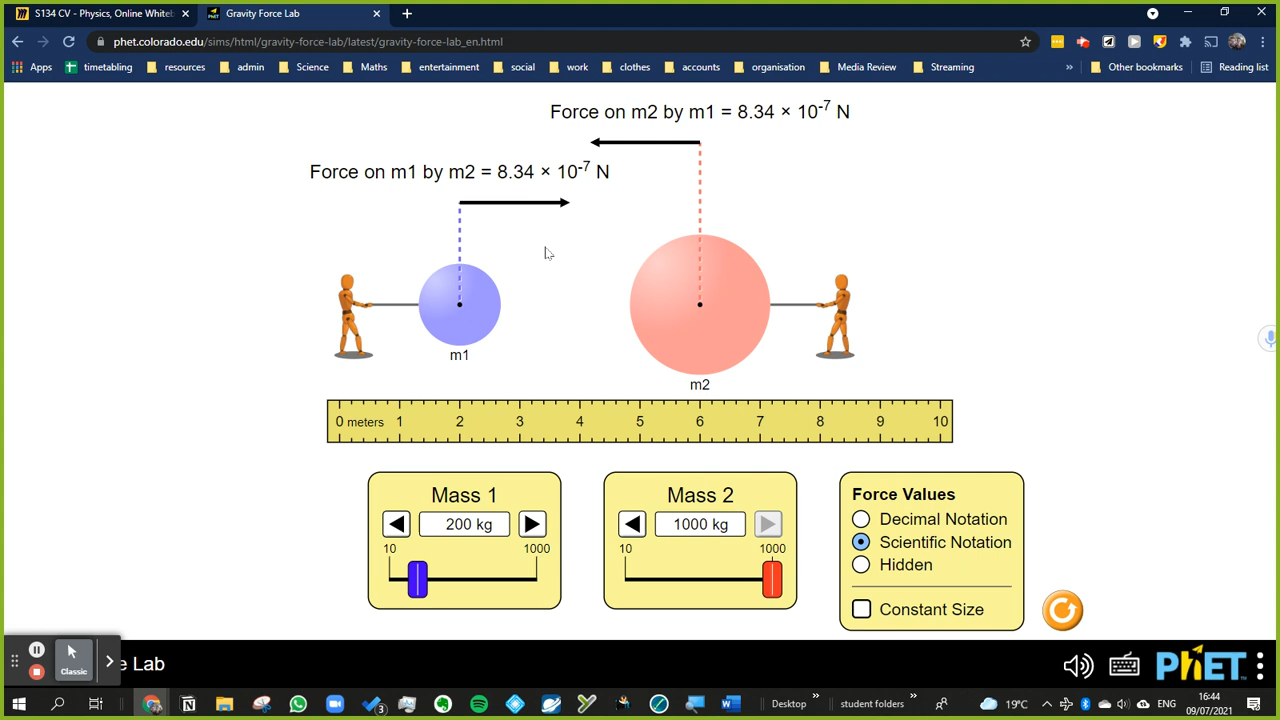 S134 CV - Physics, Online Whiteb
Gravity Force Lab
phet.colorado.edu/sims/html/gravity-force-lab/latest/gravity-force-lab_en.html
Apps timetabling resources admin Science Maths entertainment social work clothes accounts organisation Media Review Streaming » Other bookmarks Reading list
Force on m2 by m1 = 8.34 × 10⁻⁷ N
Force on m1 by m2 = 8.34 × 10⁻⁷ N
m1
m2
0 meters 1 2 3 4 5 6 7 8 9 10
Mass 1
200 kg
10 1000
Mass 2
1000 kg
10 1000
Force Values
Decimal Notation
Scientific Notation
Hidden
Constant Size
Classic
e Lab
PhET
3
Desktop » student folders » 19°C ENG
16:44
09/07/2021